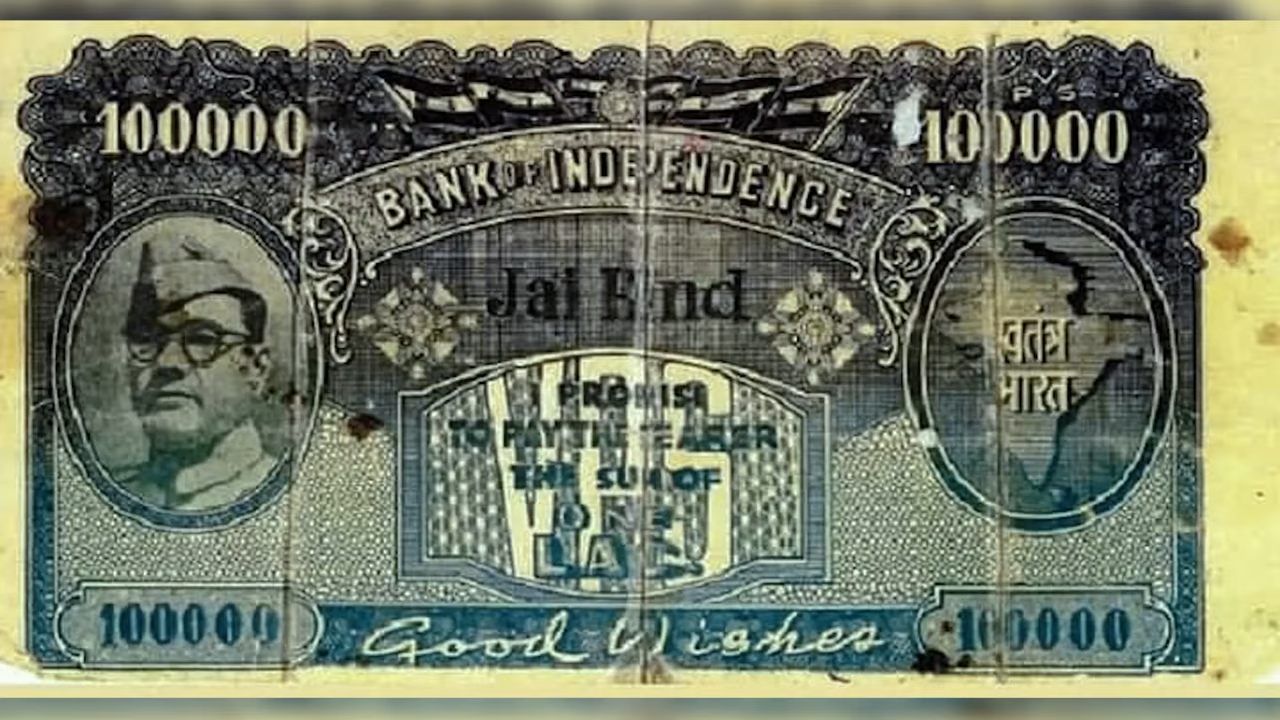 100000 100000
P S
BANK OF INDEPENDENCE
Jai Hind
स्वतंत्र
भारत
I PROMISE
TO PAY THE BEARER
THE SUM OF
ONE
LAC
100000 100000
Good Wishes